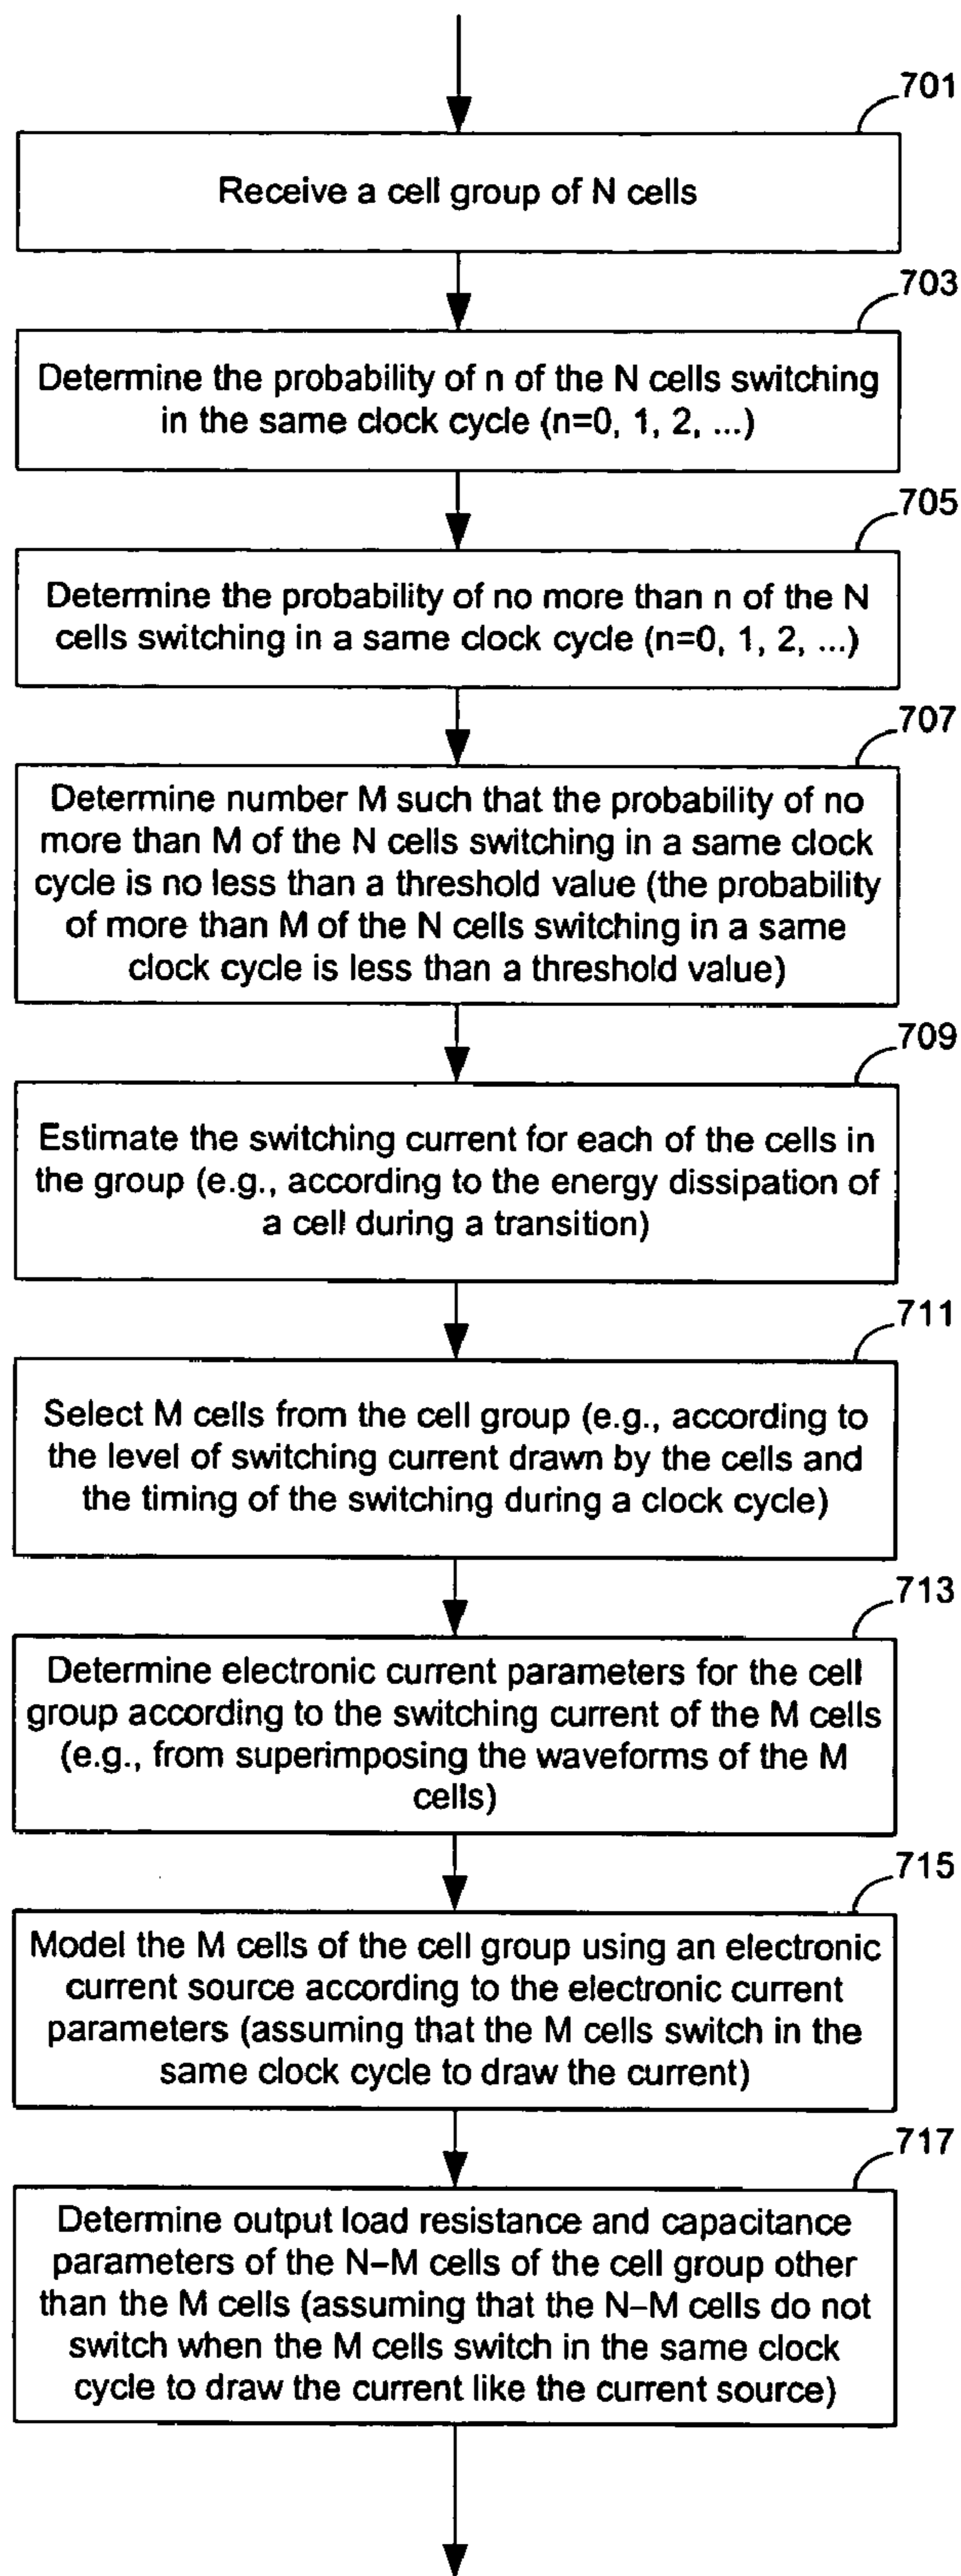 701
Receive a cell group of N cells
703
Determine the probability of n of the N cells switching
in the same clock cycle (n=0, 1, 2, ...)
705
Determine the probability of no more than n of the N
cells switching in a same clock cycle (n=0, 1, 2, ...)
707
Determine number M such that the probability of no
more than M of the N cells switching in a same clock
cycle is no less than a threshold value (the probability
of more than M of the N cells switching in a same
clock cycle is less than a threshold value)
709
Estimate the switching current for each of the cells in
the group (e.g., according to the energy dissipation of
a cell during a transition)
711
Select M cells from the cell group (e.g., according to
the level of switching current drawn by the cells and
the timing of the switching during a clock cycle)
713
Determine electronic current parameters for the cell
group according to the switching current of the M cells
(e.g., from superimposing the waveforms of the M
cells)
715
Model the M cells of the cell group using an electronic
current source according to the electronic current
parameters (assuming that the M cells switch in the
same clock cycle to draw the current)
717
Determine output load resistance and capacitance
parameters of the N–M cells of the cell group other
than the M cells (assuming that the N–M cells do not
switch when the M cells switch in the same clock
cycle to draw the current like the current source)